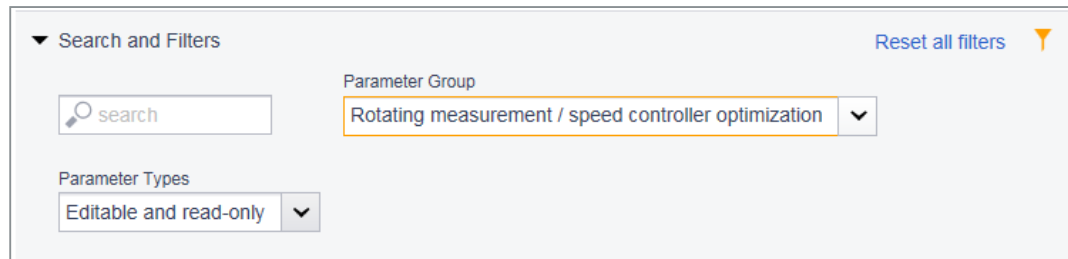 Search and Filters
Reset all filters
Parameter Group
search
Rotating measurement / speed controller optimization
Parameter Types
Editable and read-only